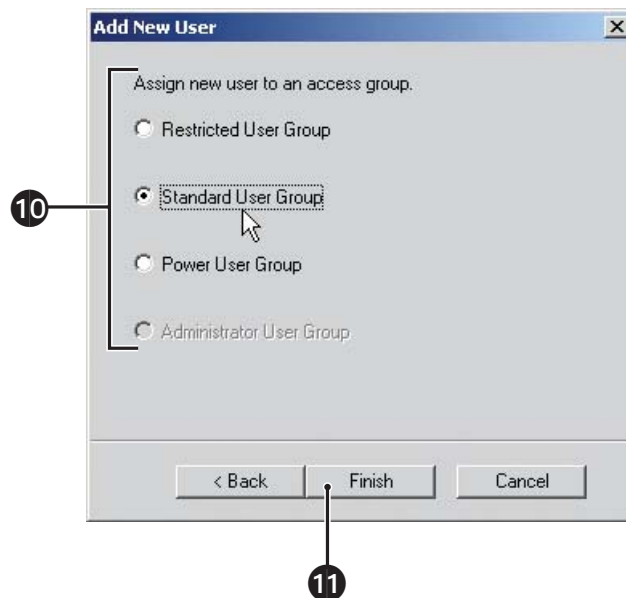 Add New User
Assign new user to an access group.
Restricted User Group
10
Standard User Group
Power User Group
Administrator User Group
< Back
Finish
Cancel
11